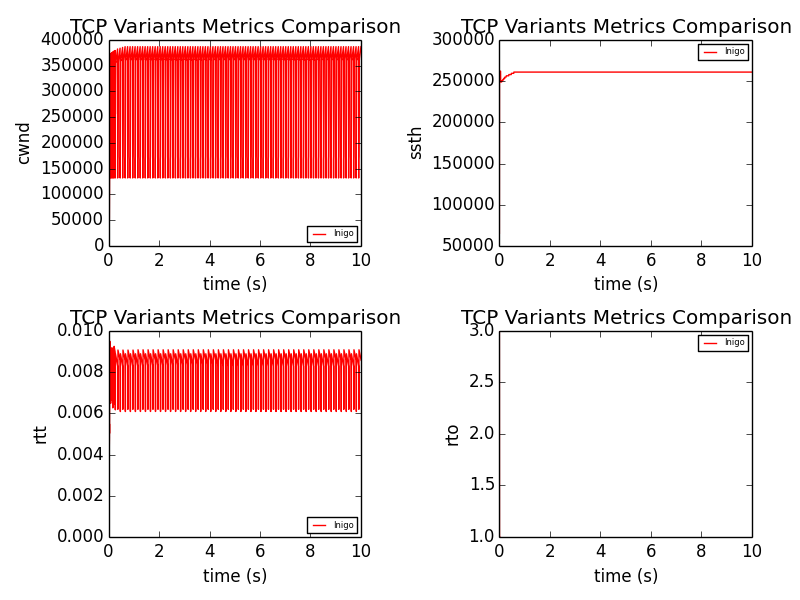 TCP Variants Metrics Comparison
400000
350000
300000
250000
200000
150000
100000
50000
0
cwnd
Inigo
0 2 4 6 8 10
time (s)
TCP Variants Metrics Comparison
300000
250000
200000
150000
100000
50000
ssth
Inigo
0 2 4 6 8 10
time (s)
TCP Variants Metrics Comparison
0.010
0.008
0.006
0.004
0.002
0.000
rtt
Inigo
0 2 4 6 8 10
time (s)
TCP Variants Metrics Comparison
3.0
2.5
2.0
1.5
1.0
rto
Inigo
0 2 4 6 8 10
time (s)